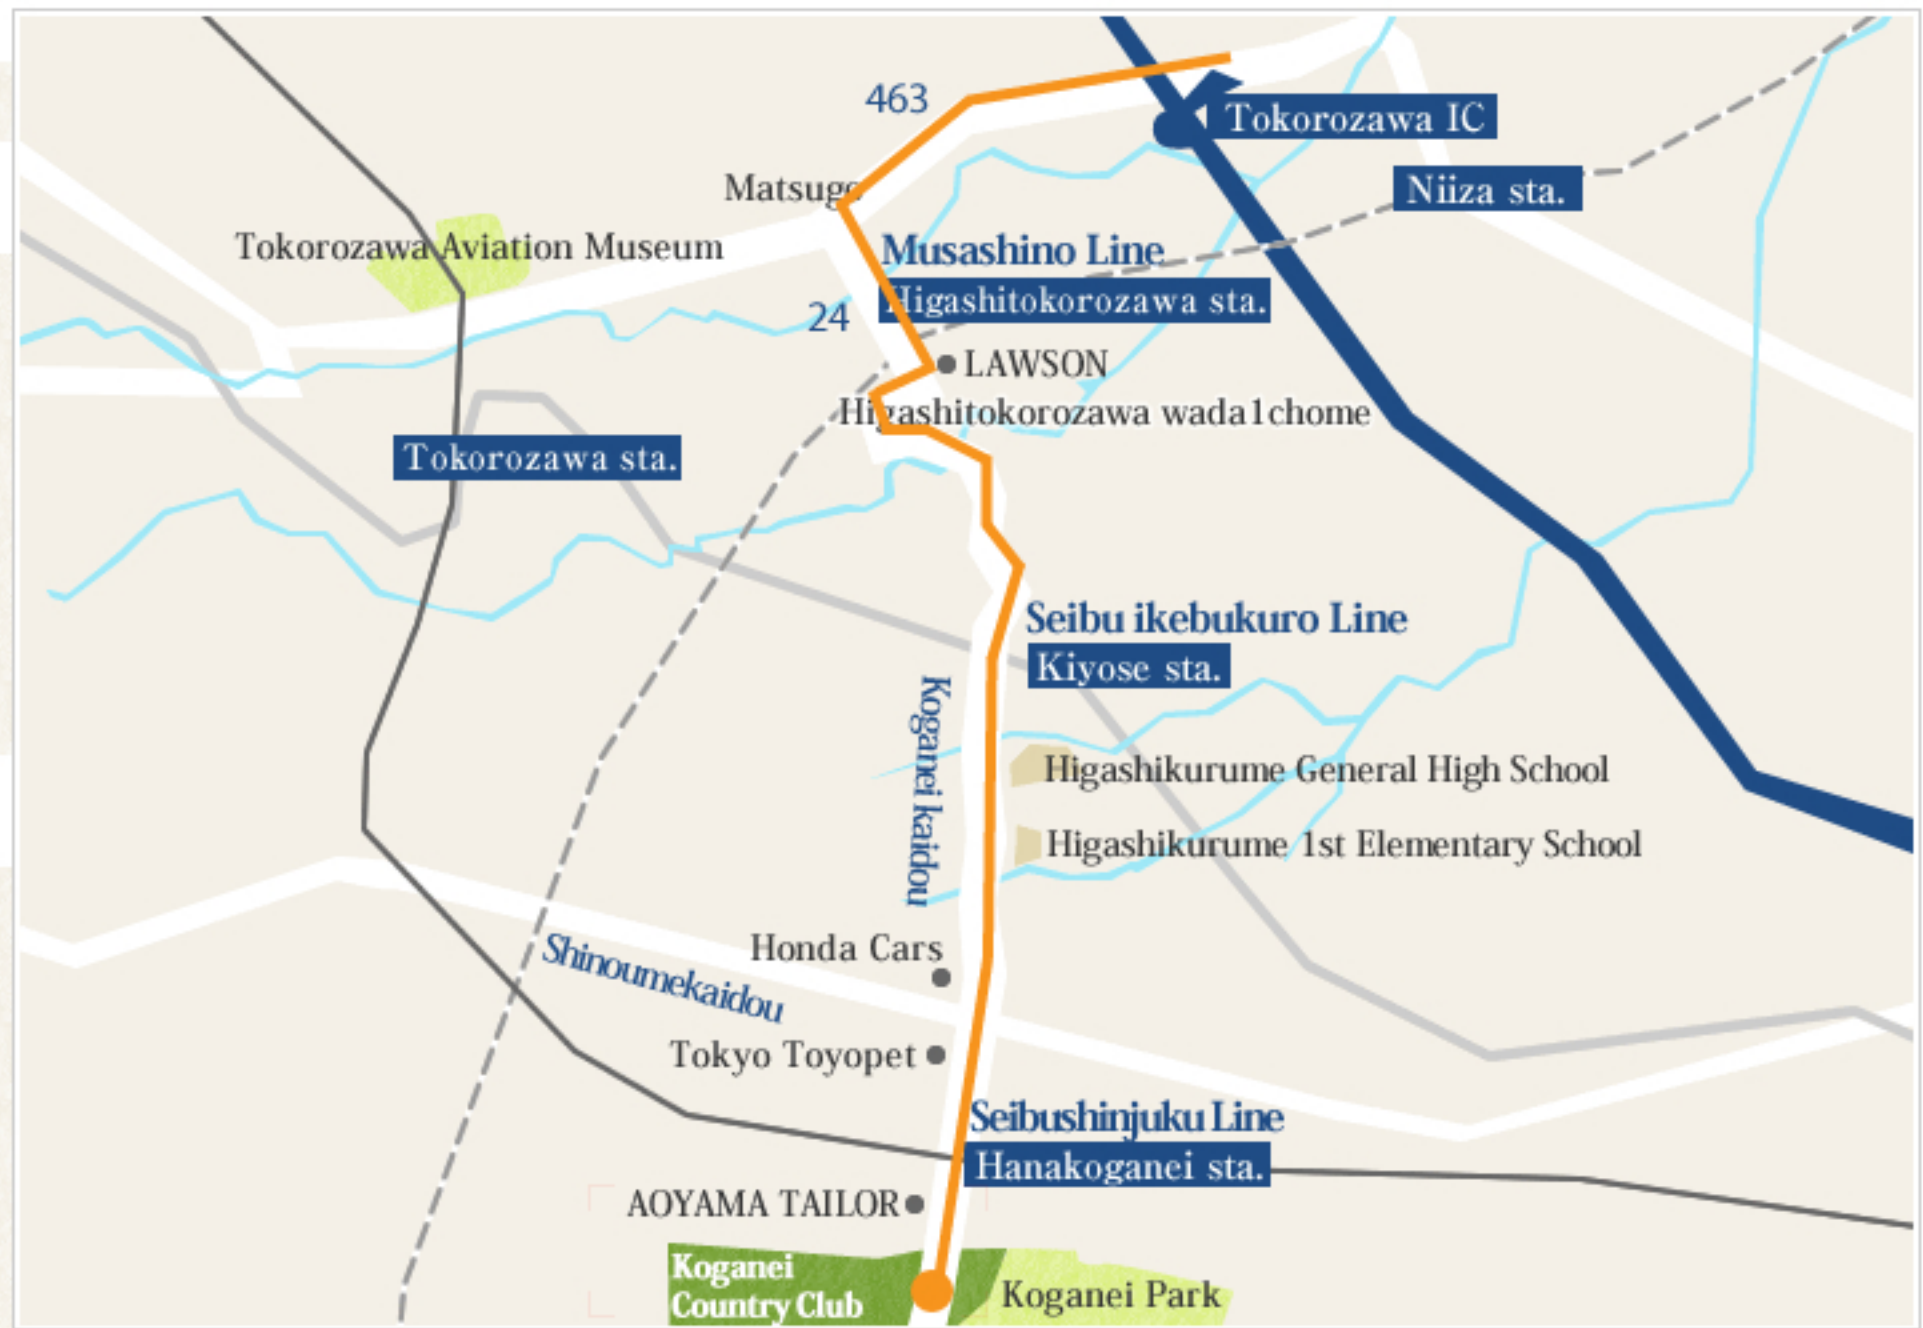 463
Tokorozawa IC
Matsugo
Niiza sta.
Tokorozawa Aviation Museum
Musashino Line
Higashitokorozawa sta.
24
LAWSON
Higashitokorozawa wada1chome
Tokorozawa sta.
Seibu ikebukuro Line
Kiyose sta.
Koganei kaidou
Higashikurume General High School
Higashikurume 1st Elementary School
Honda Cars
Shinoumekaidou
Tokyo Toyopet
Seibushinjuku Line
Hanakoganei sta.
AOYAMA TAILOR
Koganei
Country Club
Koganei Park